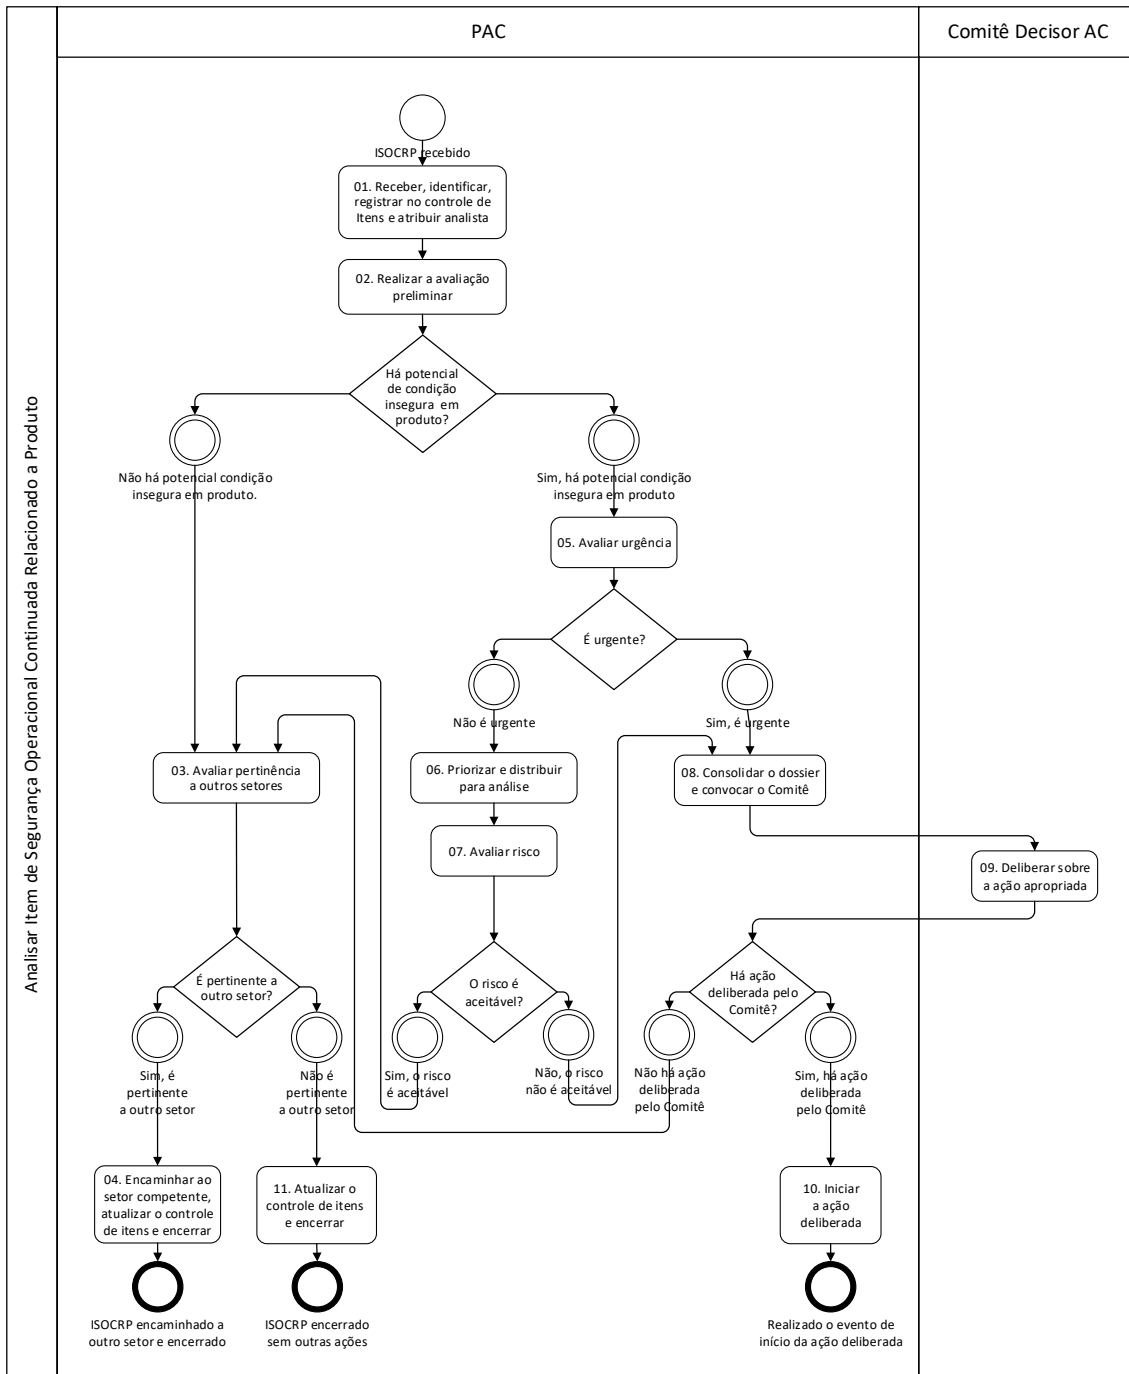 PAC
Comitê Decisor AC
Analisar Item de Segurança Operacional Continuada Relacionado a Produto
ISOCRP recebido
01. Receber, identificar,
registrar no controle de
Itens e atribuir analista
02. Realizar a avaliação
preliminar
Há potencial
de condição
insegura em
produto?
Não há potencial condição
insegura em produto.
Sim, há potencial condição
insegura em produto
05. Avaliar urgência
É urgente?
Não é urgente
Sim, é urgente
03. Avaliar pertinência
a outros setores
06. Priorizar e distribuir
para análise
08. Consolidar o dossier
e convocar o Comitê
07. Avaliar risco
09. Deliberar sobre
a ação apropriada
É pertinente a
outro setor?
O risco é
aceitável?
Há ação
deliberada pelo
Comitê?
Sim, é
pertinente
a outro setor
Não é
pertinente
a outro setor
Sim, o risco
é aceitável
Não, o risco
não é aceitável
Não há ação
deliberada
pelo Comitê
Sim, há ação
deliberada
pelo Comitê
04. Encaminhar ao
setor competente,
atualizar o controle
de itens e encerrar
11. Atualizar o
controle de itens
e encerrar
10. Iniciar
a ação
deliberada
ISOCRP encaminhado a
outro setor e encerrado
ISOCRP encerrado
sem outras ações
Realizado o evento de
início da ação deliberada